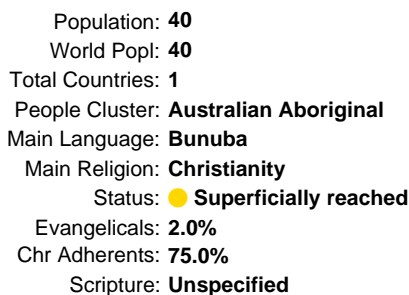 Population: 40
World Popl: 40
Total Countries: 1
People Cluster: Australian Aboriginal
Main Language: Bunuba
Main Religion: Christianity
Status: Superficially reached
Evangelicals: 2.0%
Chr Adherents: 75.0%
Scripture: Unspecified